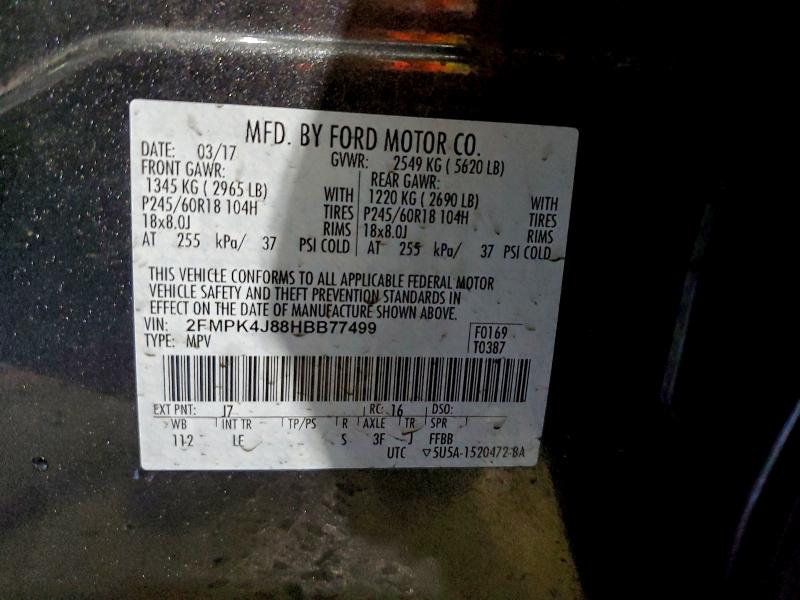 MFD. BY FORD MOTOR CO.
DATE: 03/17 GVWR: 2549 KG ( 5620 LB)
FRONT GAWR: REAR GAWR:
1345 KG ( 2965 LB) WITH 1220 KG ( 2690 LB) WITH
P245/60R18 104H TIRES P245/60R18 104H TIRES
18x8.0J RIMS 18x8.0J RIMS
AT 255 kPa/ 37 PSI COLD AT 255 kPa/ 37 PSI COLD
THIS VEHICLE CONFORMS TO ALL APPLICABLE FEDERAL MOTOR
VEHICLE SAFETY AND THEFT PREVENTION STANDARDS IN
EFFECT ON THE DATE OF MANUFACTURE SHOWN ABOVE.
VIN: 2FMPK4J88HBB77499 F0169
TYPE: MPV T0387
EXT PNT: J7 RC: 16 DSO:
WB INT TR TP/PS R AXLE TR SPR
112 LE S 3F J FFBB
UTC ▽5U5A-1520472-BA